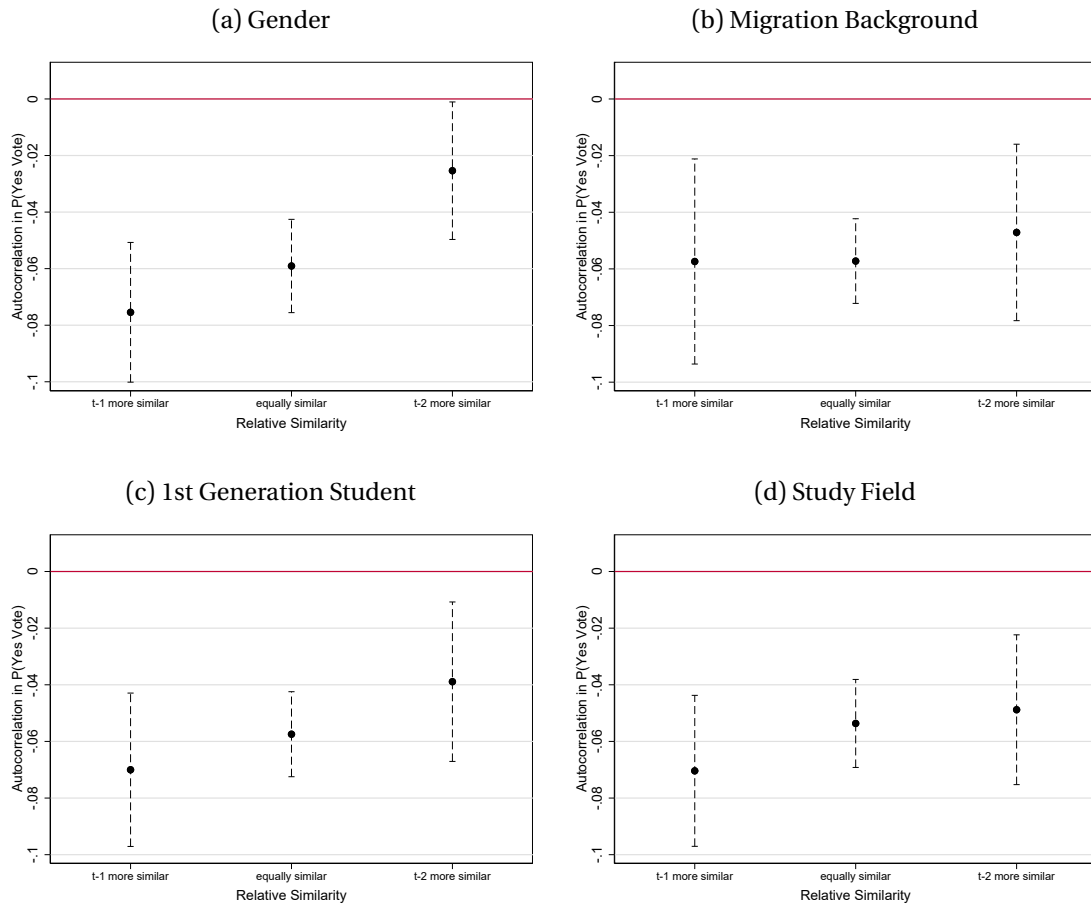 (a) Gender
Autocorrelation in P(Yes Vote)
0
-.02
-.04
-.06
-.08
-.1
t-1 more similar equally similar t-2 more similar
Relative Similarity
(b) Migration Background
Autocorrelation in P(Yes Vote)
0
-.02
-.04
-.06
-.08
-.1
t-1 more similar equally similar t-2 more similar
Relative Similarity
(c) 1st Generation Student
Autocorrelation in P(Yes Vote)
0
-.02
-.04
-.06
-.08
-.1
t-1 more similar equally similar t-2 more similar
Relative Similarity
(d) Study Field
Autocorrelation in P(Yes Vote)
0
-.02
-.04
-.06
-.08
-.1
t-1 more similar equally similar t-2 more similar
Relative Similarity